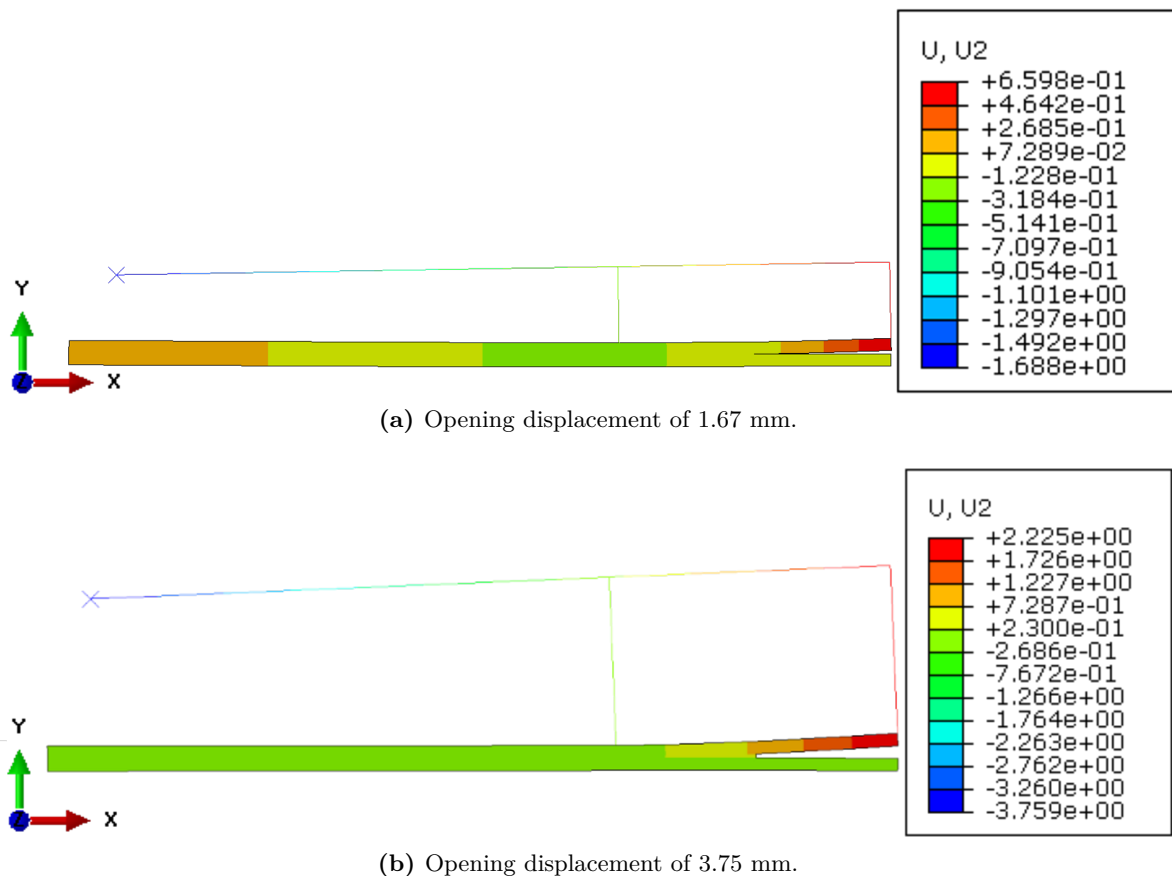 U, U2
+6.598e-01
+4.642e-01
+2.685e-01
+7.289e-02
-1.228e-01
-3.184e-01
-5.141e-01
-7.097e-01
-9.054e-01
-1.101e+00
-1.297e+00
-1.492e+00
-1.688e+00
Y
Z X
(a) Opening displacement of 1.67 mm.
U, U2
+2.225e+00
+1.726e+00
+1.227e+00
+7.287e-01
+2.300e-01
-2.686e-01
-7.672e-01
-1.266e+00
-1.764e+00
-2.263e+00
-2.762e+00
-3.260e+00
-3.759e+00
Y
Z X
(b) Opening displacement of 3.75 mm.